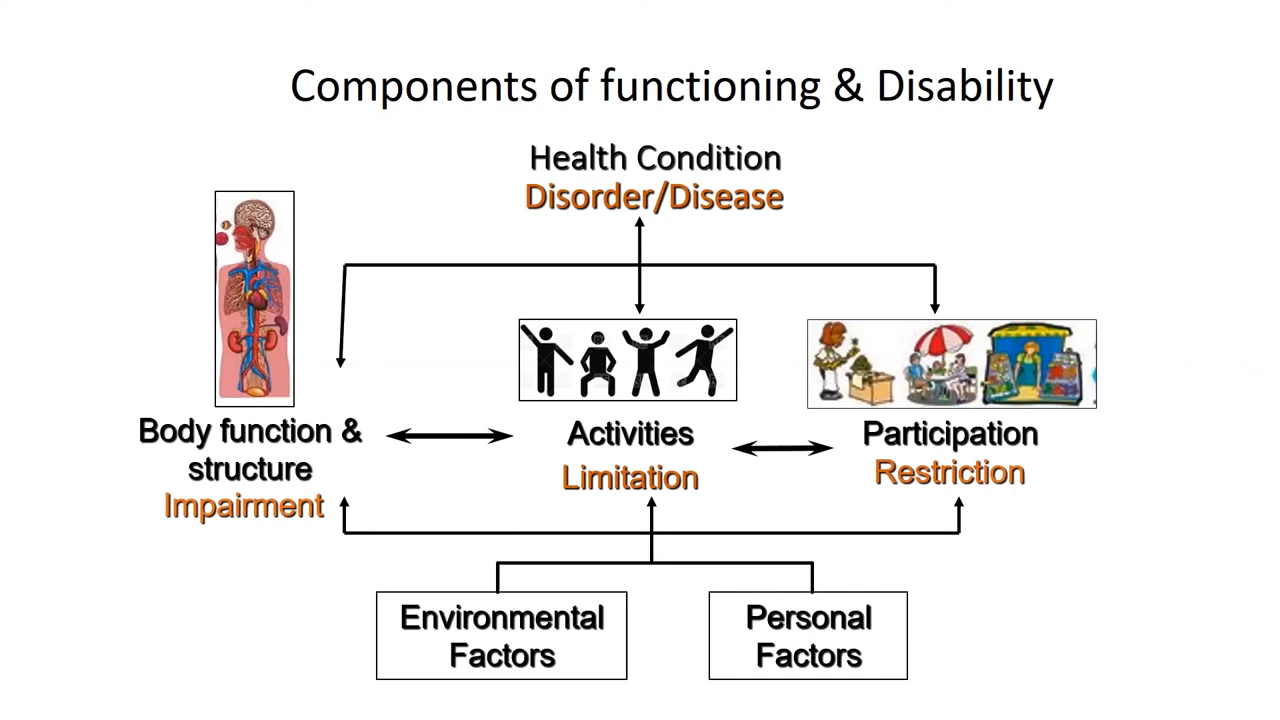 Components of functioning & Disability
Health Condition
Disorder/Disease
Body function &
structure
Impairment
Activities
Limitation
Participation
Restriction
Environmental
Factors
Personal
Factors